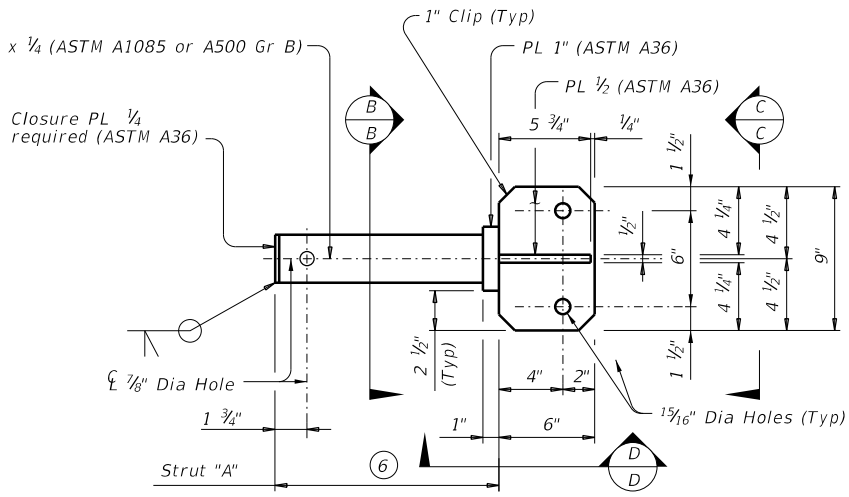 1" Clip (Typ)
x ¼ (ASTM A1085 or A500 Gr B)
PL 1" (ASTM A36)
PL ½ (ASTM A36)
Closure PL ¼
required (ASTM A36)
B
B
C
C
5 ¾"
¼"
1 ½"
½"
6"
4 ¼"
4 ½"
9"
4 ¼"
4 ½"
1 ½"
2 ½"
(Typ)
℄ ⅞" Dia Hole
4"
2"
15/16" Dia Holes (Typ)
1 ¾"
1"
6"
Strut "A"
6
D
D